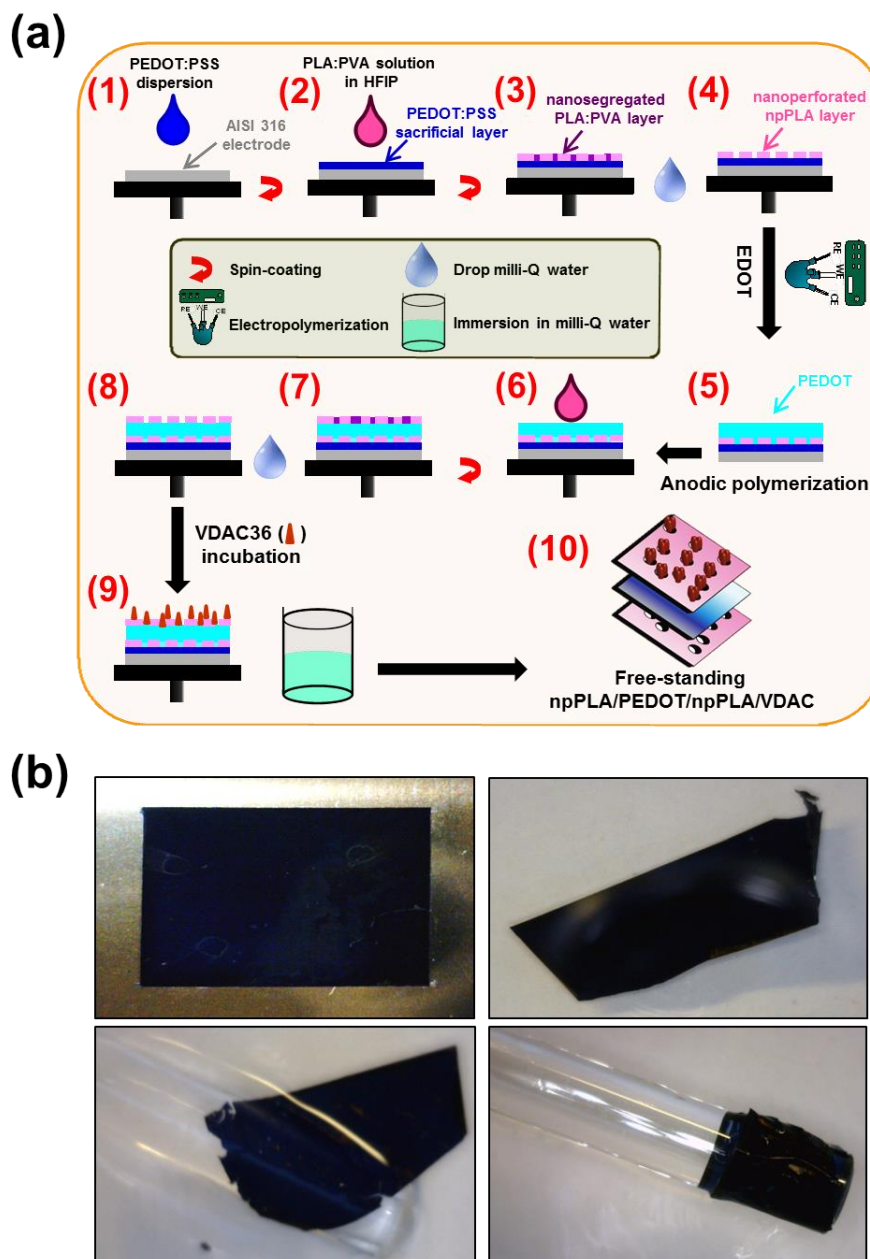 (a)
PEDOT:PSS
dispersion
PLA:PVA solution
in HFIP
(1)
(2)
(3)
(4)
AISI 316
electrode
PEDOT:PSS
sacrificial layer
nanosegregated
PLA:PVA layer
nanoperforated
npPLA layer
EDOT
RE
WE
CE
Spin-coating
Drop milli-Q water
RE
WE
CE
Electropolymerization
Immersion in milli-Q water
(8)
(7)
(6)
(5)
PEDOT
Anodic polymerization
VDAC36 ( )
incubation
(9)
(10)
Free-standing
npPLA/PEDOT/npPLA/VDAC
(b)